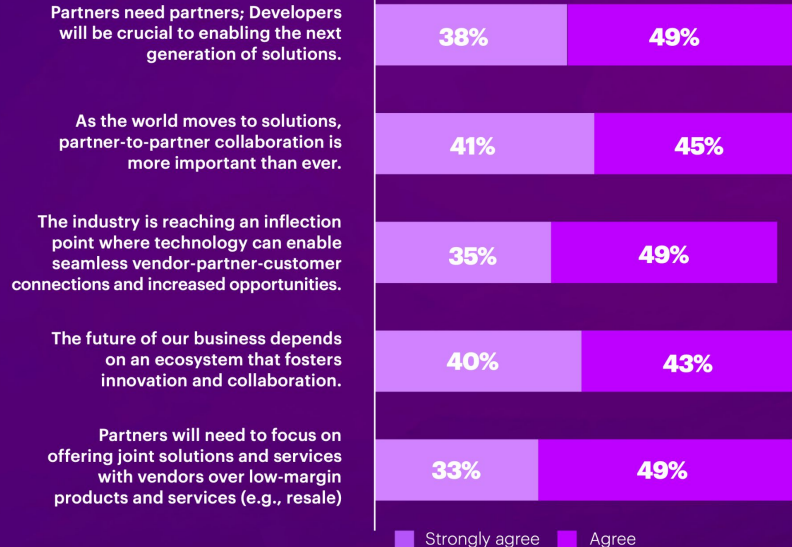 Partners need partners; Developers
will be crucial to enabling the next
generation of solutions.
38%
49%
As the world moves to solutions,
partner-to-partner collaboration is
more important than ever.
41%
45%
The industry is reaching an inflection
point where technology can enable
seamless vendor-partner-customer
connections and increased opportunities.
35%
49%
The future of our business depends
on an ecosystem that fosters
innovation and collaboration.
40%
43%
Partners will need to focus on
offering joint solutions and services
with vendors over low-margin
products and services (e.g., resale)
33%
49%
Strongly agree
Agree